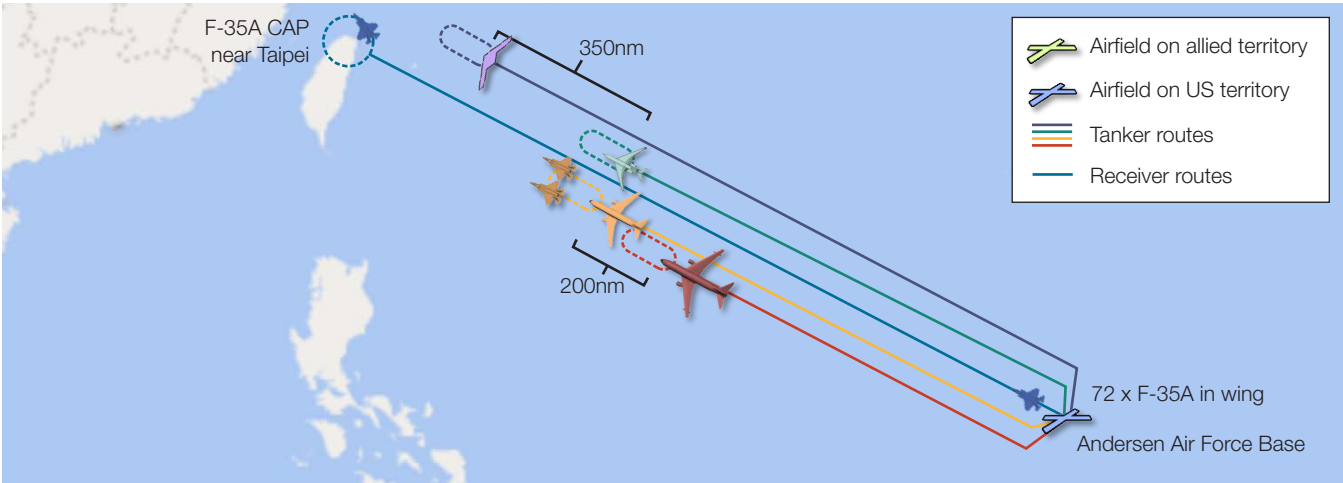 F-35A CAP
near Taipei
350nm
200nm
Airfield on allied territory
Airfield on US territory
Tanker routes
Receiver routes
72 x F-35A in wing
Andersen Air Force Base